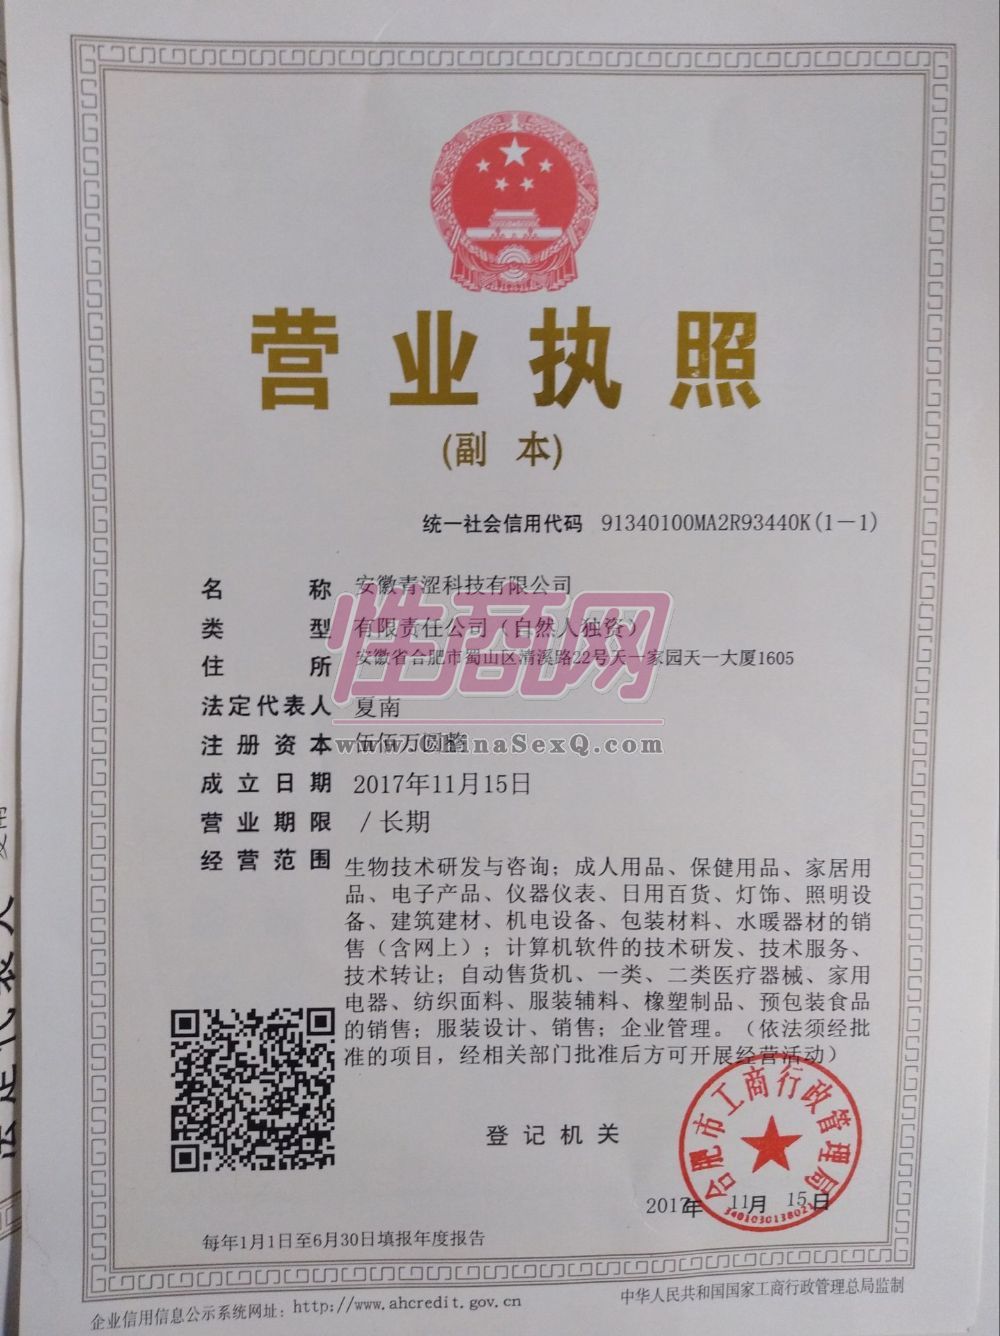 营业执照
(副 本)
统一社会信用代码 91340100MA2R93440K(1-1)
名 称 安徽青涩科技有限公司
类 型 有限责任公司（自然人独资）
住 所 安徽省合肥市蜀山区清溪路22号天一家园天一大厦1605
法定代表人 夏南
注册资本 伍佰万圆整
成立日期 2017年11月15日
营业期限 /长期
经营范围 生物技术研发与咨询；成人用品、保健用品、家居用
品、电子产品、仪器仪表、日用百货、灯饰、照明设
备、建筑建材、机电设备、包装材料、水暖器材的销
售（含网上）；计算机软件的技术研发、技术服务、
技术转让；自动售货机、一类、二类医疗器械、家用
电器、纺织面料、服装辅料、橡塑制品、预包装食品
的销售；服装设计、销售；企业管理。（依法须经批
准的项目，经相关部门批准后方可开展经营活动）
性商网
www.ChinaSexQ.com
登记机关
合肥市工商行政管理局
3401030138021
2017年 11月 15日
每年1月1日至6月30日填报年度报告
企业信用信息公示系统网址：http://www.ahcredit.gov.cn
中华人民共和国国家工商行政管理总局监制
法定代表人